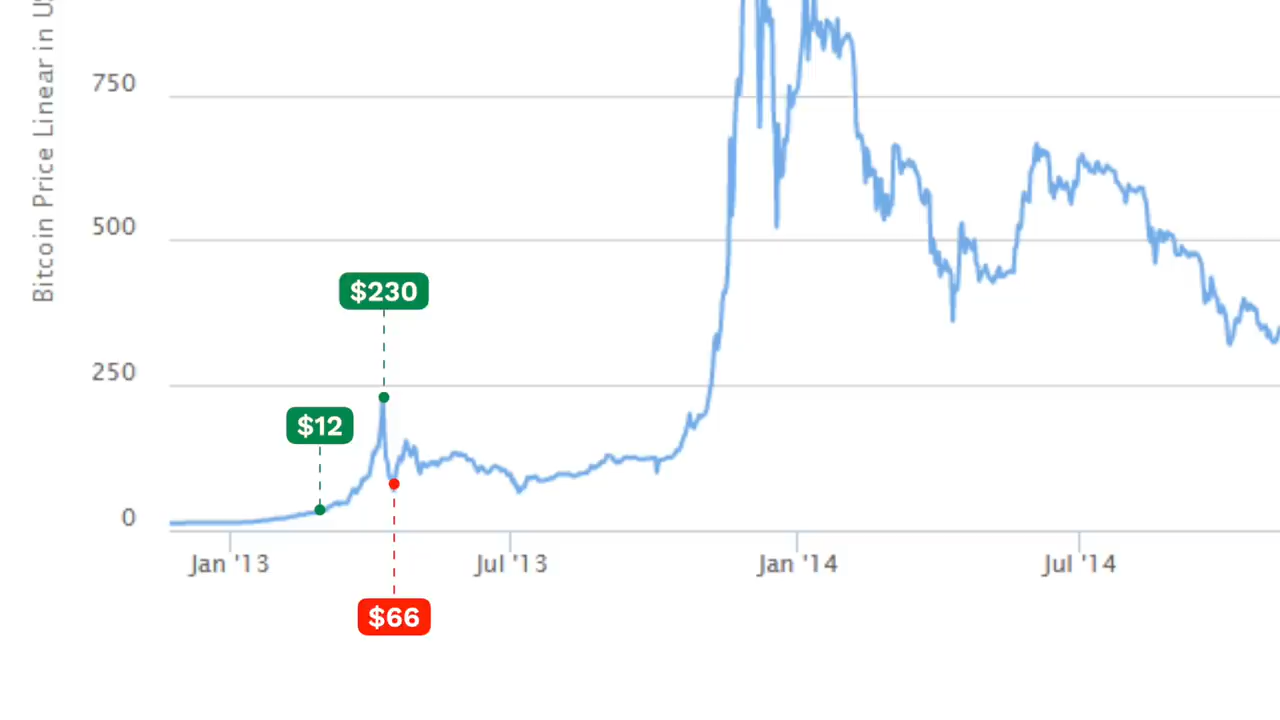 Bitcoin Price Linear in
750
500
250
0
$230
$12
$66
Jan '13
Jul '13
Jan '14
Jul '14